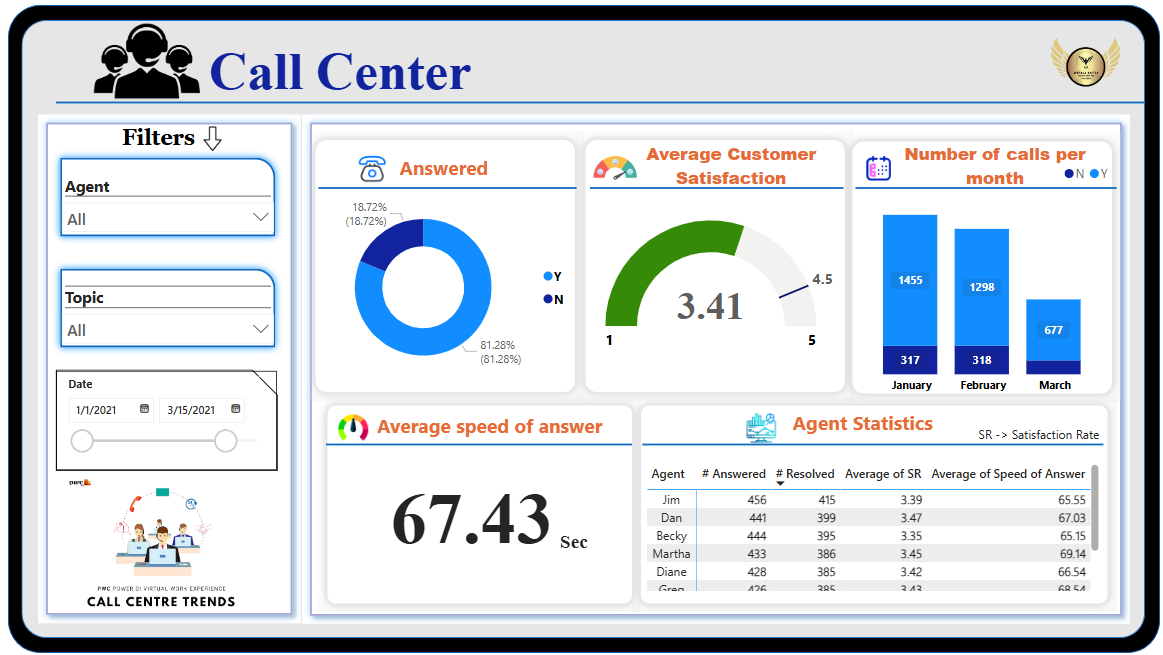 Call Center
Filters
Agent
All
Topic
All
Date
1/1/2021
3/15/2021
PWC
PWC POWER BI VIRTUAL WORK EXPERIENCE
CALL CENTRE TRENDS
Answered
18.72%
(18.72%)
Y
N
81.28%
(81.28%)
Average Customer
Satisfaction
4.5
3.41
1
5
Number of calls per
month
N Y
1455
1298
677
317
318
January
February
March
Average speed of answer
67.43 Sec
Agent Statistics
SR -> Satisfaction Rate
Agent # Answered # Resolved Average of SR Average of Speed of Answer
Jim 456 415 3.39 65.55
Dan 441 399 3.47 67.03
Becky 444 395 3.35 65.15
Martha 433 386 3.45 69.14
Diane 428 385 3.42 66.54
Greg 426 385 3.43 68.54